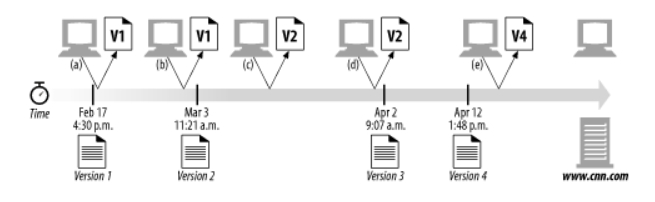 V1
V1
V2
V2
V4
(a)
(b)
(c)
(d)
(e)
Time
Feb 17
4:30 p.m.
Mar 3
11:21 a.m.
Apr 2
9:07 a.m.
Apr 12
1:48 p.m.
Version 1
Version 2
Version 3
Version 4
www.cnn.com